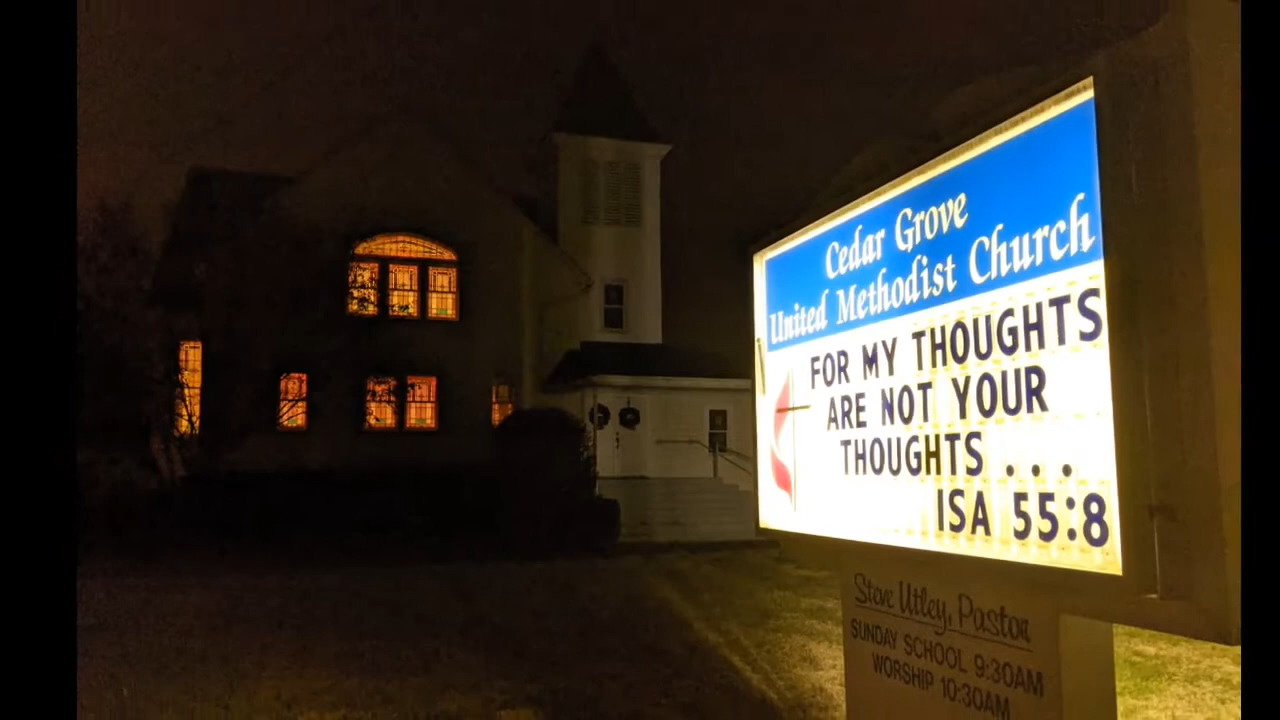 Cedar Grove
United Methodist Church
FOR MY THOUGHTS
ARE NOT YOUR
THOUGHTS ...
ISA 55:8
Steve Utley, Pastor
SUNDAY SCHOOL 9:30AM
WORSHIP 10:30AM